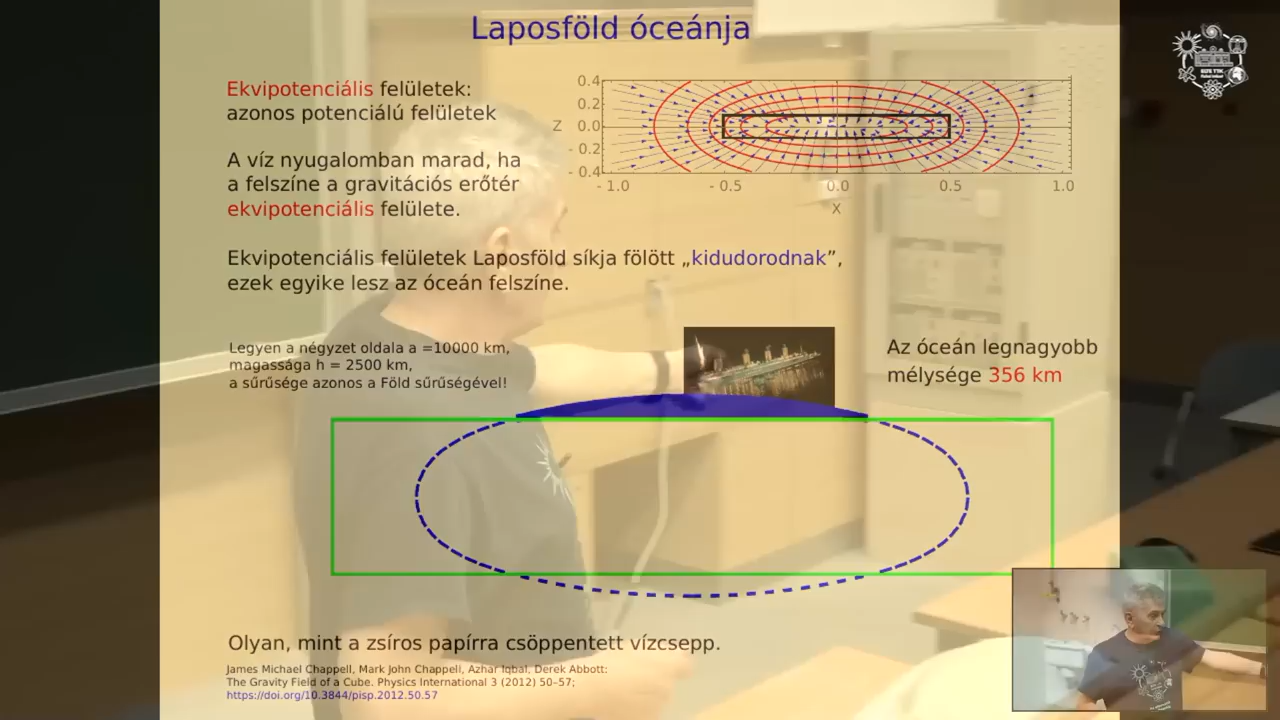 Laposföld óceánja
Ekvipotenciális felületek:
azonos potenciálú felületek
A víz nyugalomban marad, ha
a felszíne a gravitációs erőtér
ekvipotenciális felülete.
0.4
0.2
Z 0.0
- 0.2
- 0.4
- 1.0 - 0.5 0.0 0.5 1.0
X
Ekvipotenciális felületek Laposföld síkja fölött „kidudorodnak”,
ezek egyike lesz az óceán felszíne.
Legyen a négyzet oldala a =10000 km,
magassága h = 2500 km,
a sűrűsége azonos a Föld sűrűségével!
Az óceán legnagyobb
mélysége 356 km
Olyan, mint a zsíros papírra csöppentett vízcsepp.
James Michael Chappell, Mark John Chappell, Azhar Iqbal, Derek Abbott:
The Gravity Field of a Cube. Physics International 3 (2012) 50–57;
https://doi.org/10.3844/pisp.2012.50.57